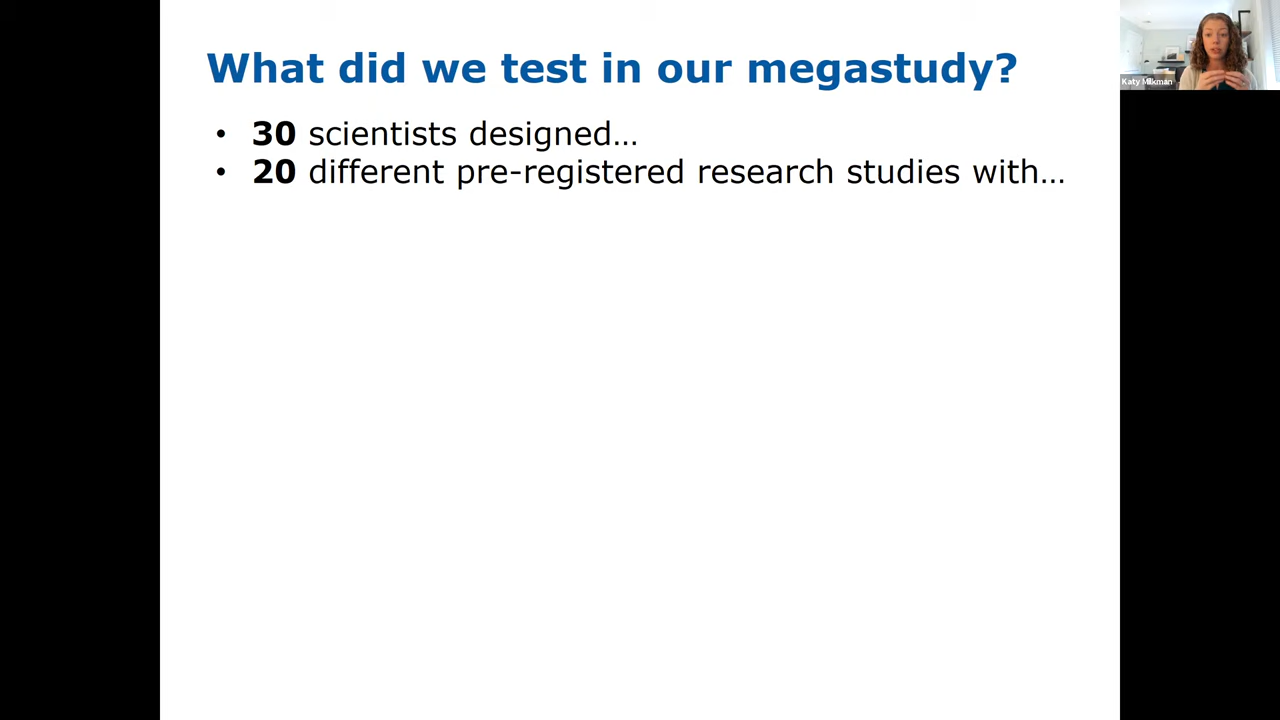 What did we test in our megastudy?
• 30 scientists designed…
• 20 different pre-registered research studies with…
Katy Milkman